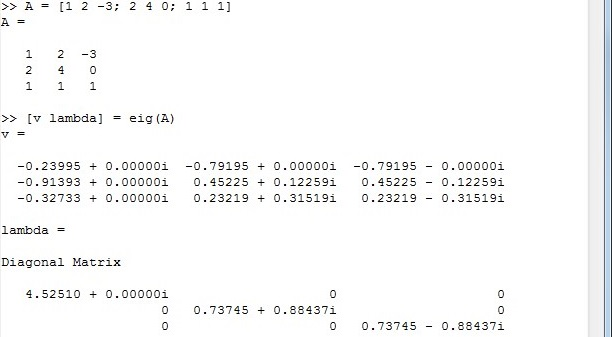 >> A = [1 2 -3; 2 4 0; 1 1 1]
A =
1 2 -3
2 4 0
1 1 1
>> [v lambda] = eig(A)
v =
-0.23995 + 0.00000i -0.79195 + 0.00000i -0.79195 - 0.00000i
-0.91393 + 0.00000i 0.45225 + 0.12259i 0.45225 - 0.12259i
-0.32733 + 0.00000i 0.23219 + 0.31519i 0.23219 - 0.31519i
lambda =
Diagonal Matrix
4.52510 + 0.00000i 0 0
0 0.73745 + 0.88437i 0
0 0 0.73745 - 0.88437i